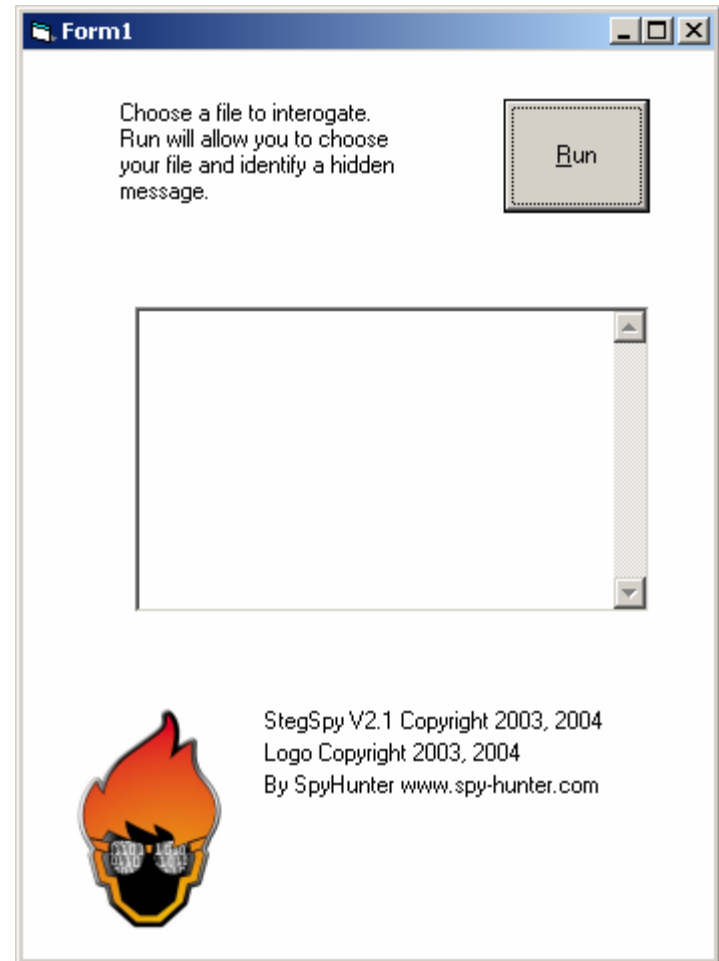 Form1
Choose a file to interogate.
Run will allow you to choose
your file and identify a hidden
message.
Run
StegSpy V2.1 Copyright 2003, 2004
Logo Copyright 2003, 2004
By SpyHunter www.spy-hunter.com